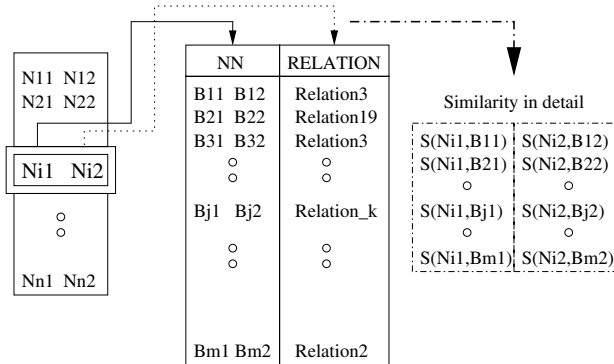 N11 N12
N21 N22
Ni1 Ni2
Nn1 Nn2
NN RELATION
B11 B12 Relation3
B21 B22 Relation19
B31 B32 Relation3
Bj1 Bj2 Relation_k
Bm1 Bm2 Relation2
Similarity in detail
S(Ni1,B11) S(Ni2,B12)
S(Ni1,B21) S(Ni2,B22)
S(Ni1,Bj1) S(Ni2,Bj2)
S(Ni1,Bm1) S(Ni2,Bm2)